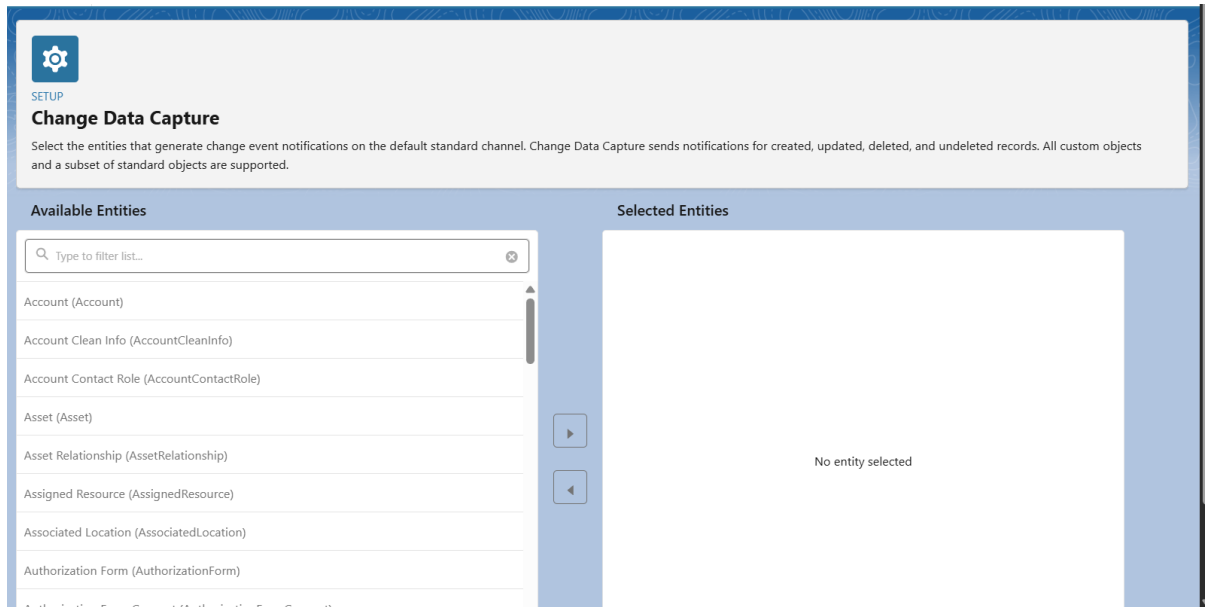 SETUP
Change Data Capture
Select the entities that generate change event notifications on the default standard channel. Change Data Capture sends notifications for created, updated, deleted, and undeleted records. All custom objects
and a subset of standard objects are supported.
Available Entities
Selected Entities
Type to filter list...
Account (Account)
Account Clean Info (AccountCleanInfo)
Account Contact Role (AccountContactRole)
Asset (Asset)
Asset Relationship (AssetRelationship)
No entity selected
Assigned Resource (AssignedResource)
Associated Location (AssociatedLocation)
Authorization Form (AuthorizationForm)